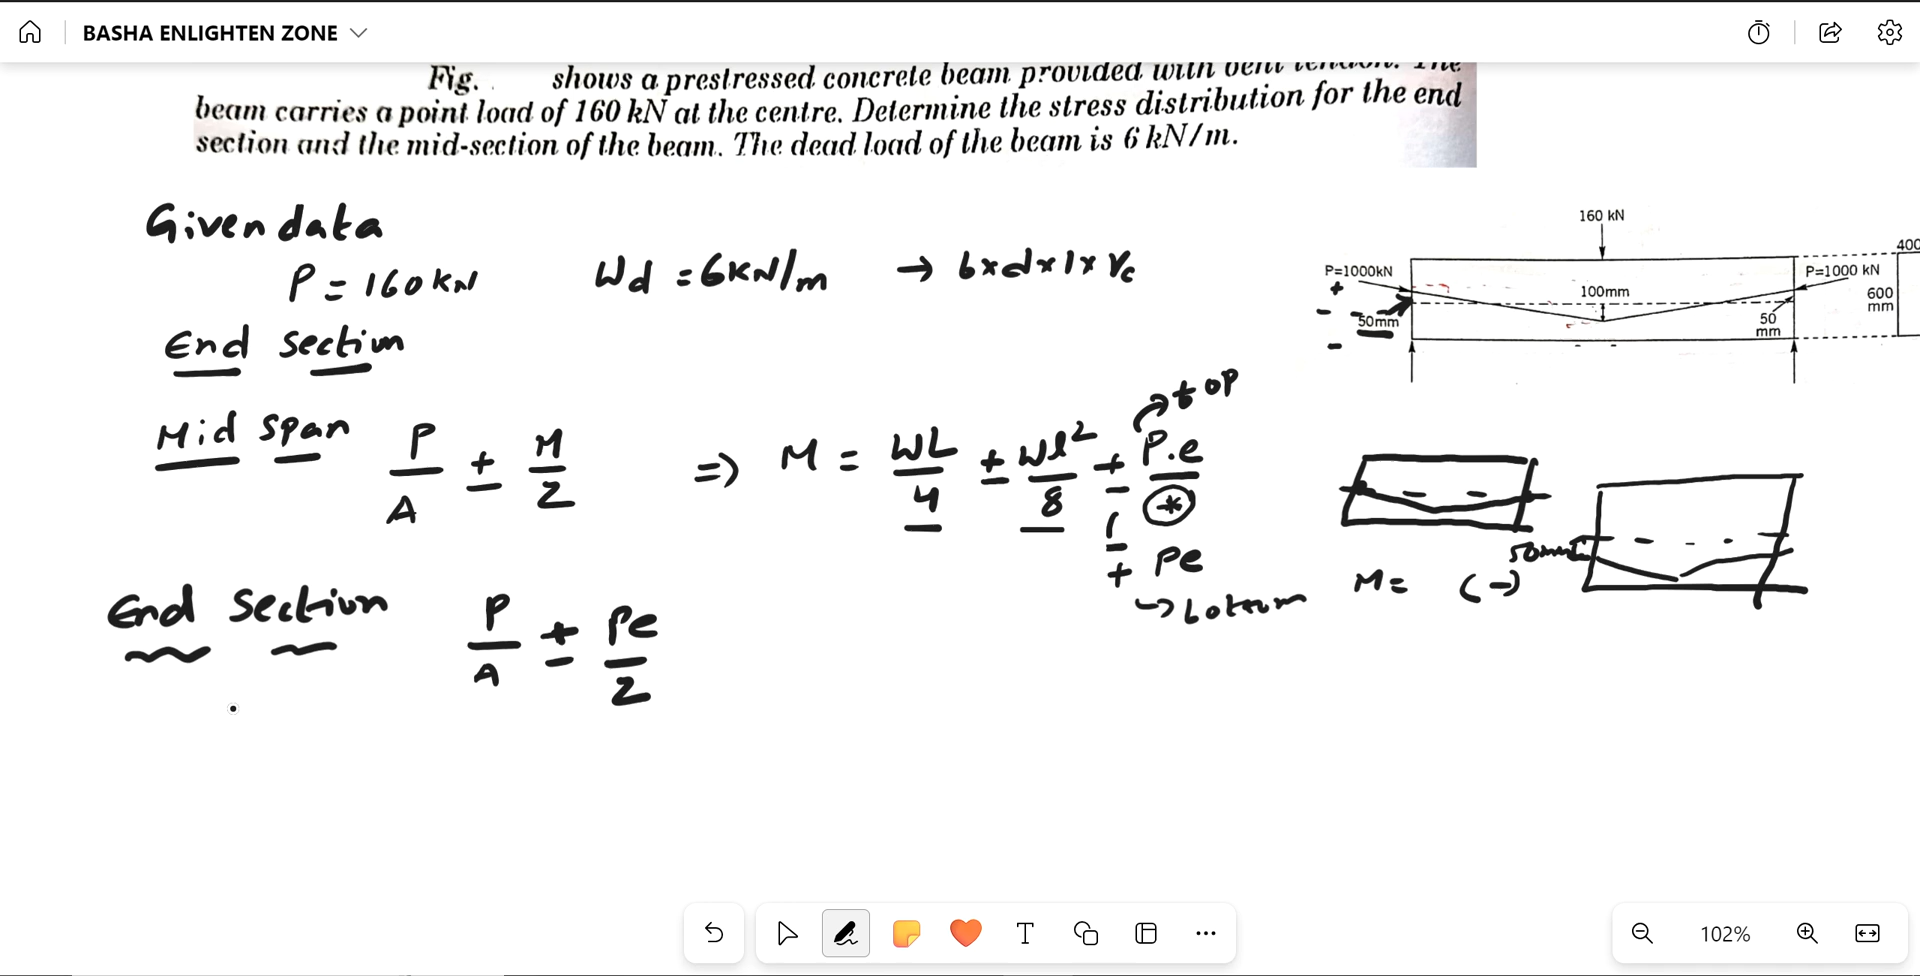 BASHA ENLIGHTEN ZONE
Fig. shows a prestressed concrete beam provided with bent tendon. The
beam carries a point load of 160 kN at the centre. Determine the stress distribution for the end
section and the mid-section of the beam. The dead load of the beam is 6 kN/m.
Given data
P = 160 kN Wd = 6 kN/m → b×d×1×γc
End section
Mid span P/A ± M/Z ⇒ M = WL/4 ± wl²/8 ± P.e → top
* 
± Pe → bottom
End section P/A ± Pe/Z
160 kN
400
P=1000kN
P=1000 kN
100mm
600
mm
50mm
50
mm
+
-
-
50mm
M= (-)
102%